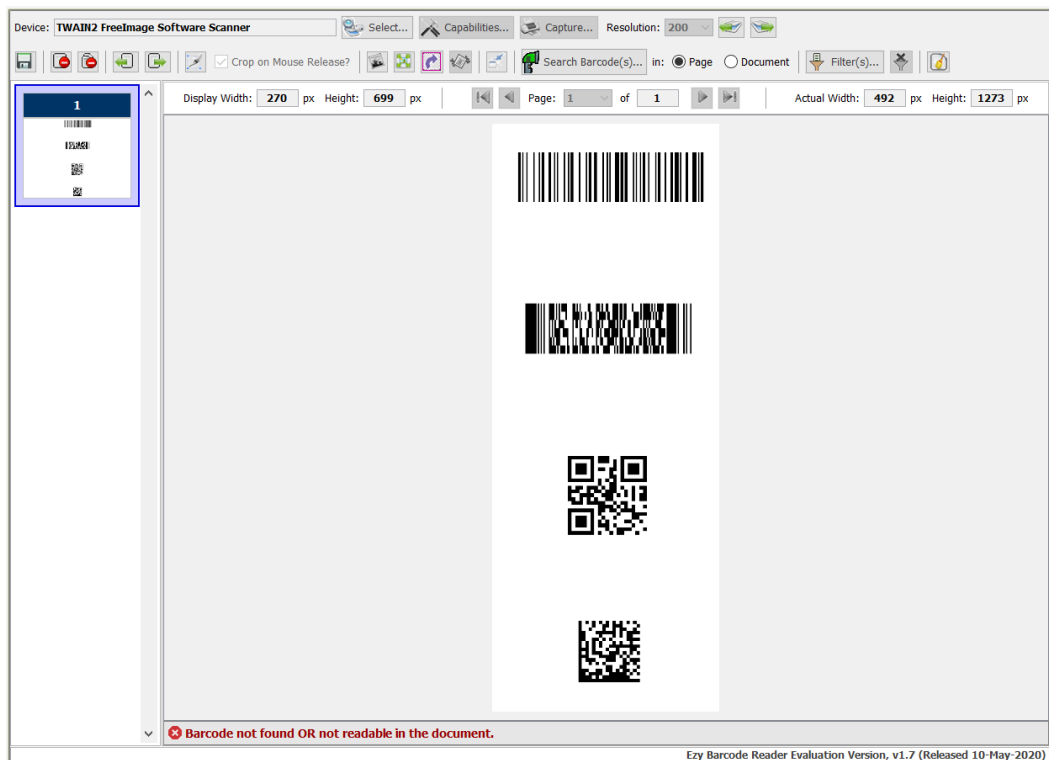 Device: TWAIN2 FreeImage Software Scanner Select... Capabilities... Capture... Resolution: 200
Crop on Mouse Release? Search Barcode(s)... in: Page Document Filter(s)...
1
Display Width: 270 px Height: 699 px Page: 1 of 1 Actual Width: 492 px Height: 1273 px
Barcode not found OR not readable in the document.
Ezy Barcode Reader Evaluation Version, v1.7 (Released 10-May-2020)